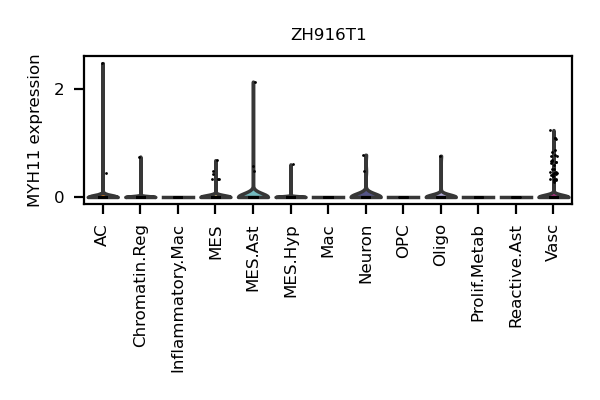 ZH916T1
MYH11 expression
2
0
AC
Chromatin.Reg
Inflammatory.Mac
MES
MES.Ast
MES.Hyp
Mac
Neuron
OPC
Oligo
Prolif.Metab
Reactive.Ast
Vasc